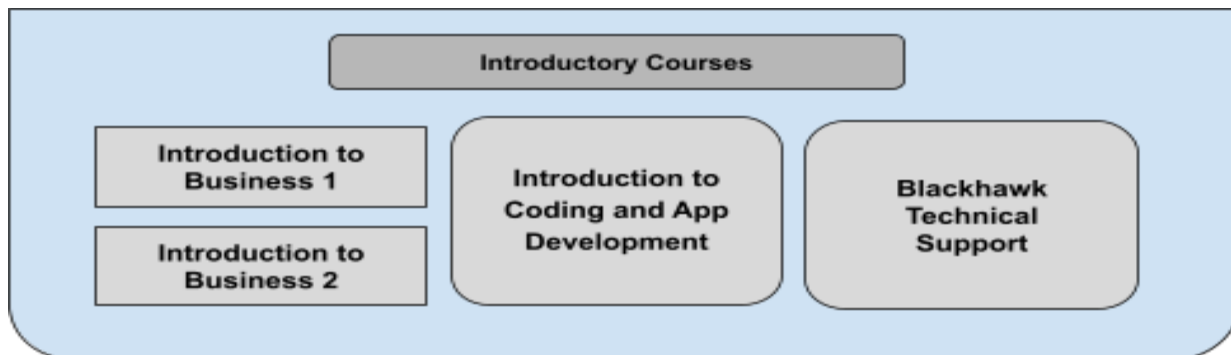 Introductory Courses
Introduction to
Business 1
Introduction to
Business 2
Introduction to
Coding and App
Development
Blackhawk
Technical
Support